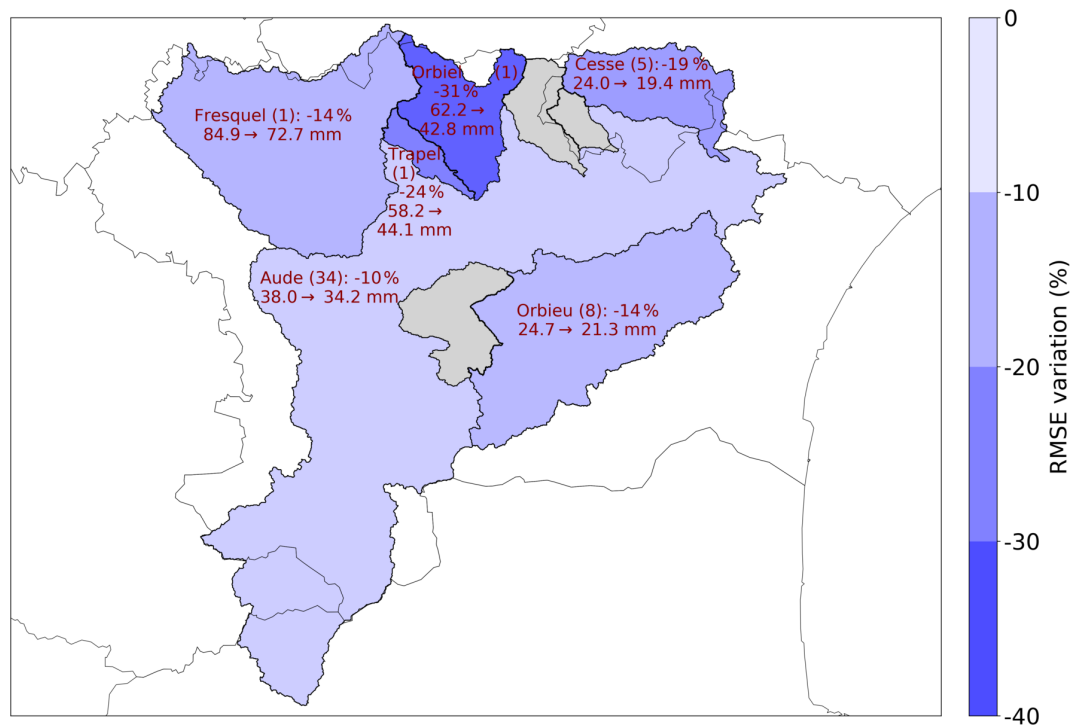 Fresquel (1): -14%
84.9→ 72.7 mm
Orbiel (1)
-31%
62.2→
42.8 mm
Cesse (5): -19%
24.0→ 19.4 mm
Trapel
(1)
-24%
58.2→
44.1 mm
Aude (34): -10%
38.0→ 34.2 mm
Orbieu (8): -14%
24.7→ 21.3 mm
0
-10
-20
-30
-40
RMSE variation (%)